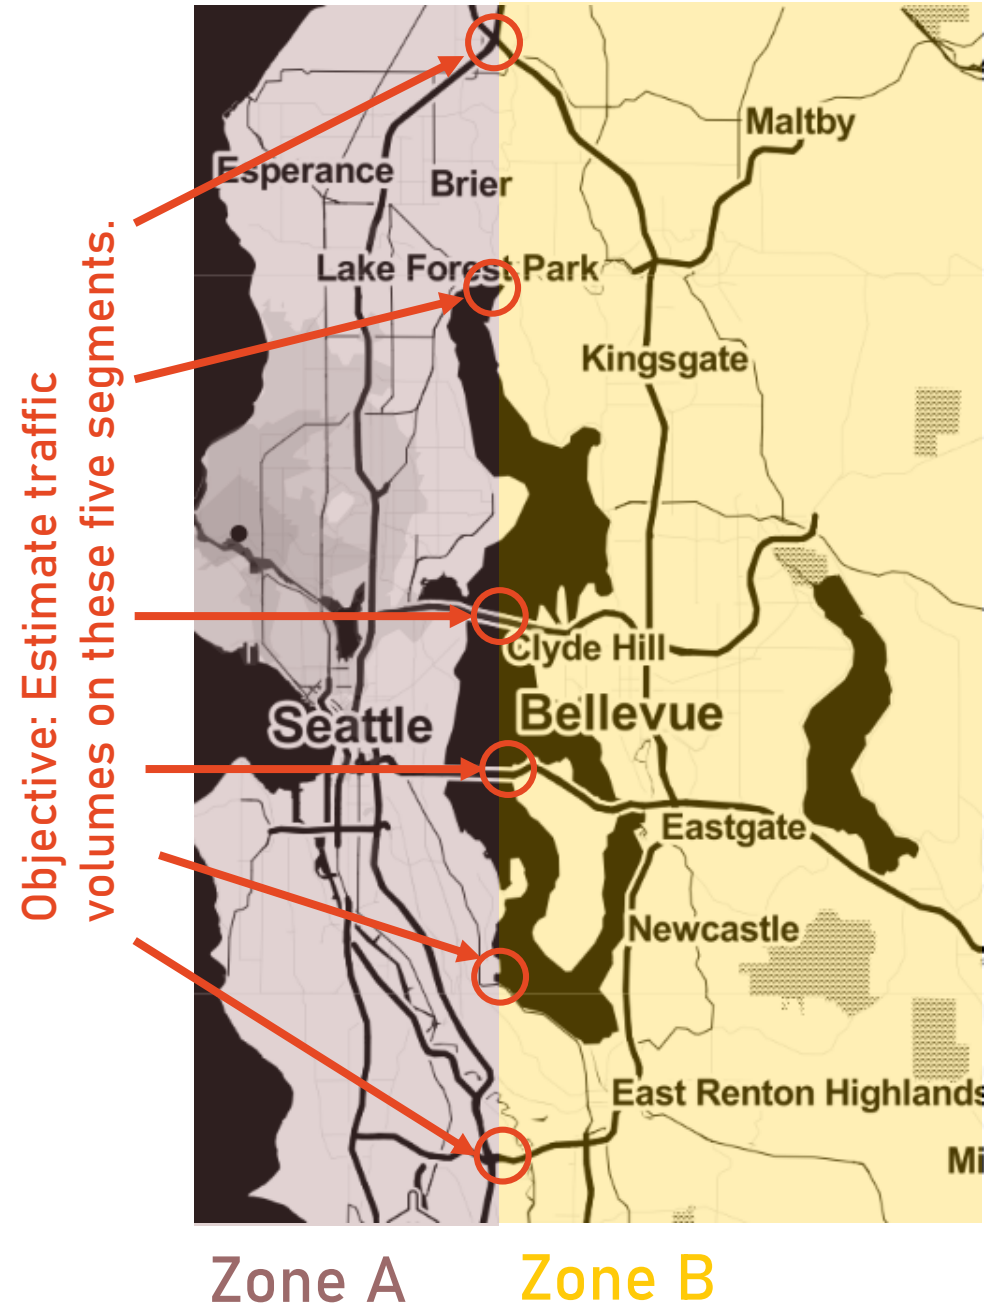 Objective: Estimate traffic
volumes on these five segments.
Maltby
Esperance
Brier
Lake Forest Park
Kingsgate
Clyde Hill
Seattle
Bellevue
Eastgate
Newcastle
East Renton Highlands
Mi
Zone A
Zone B